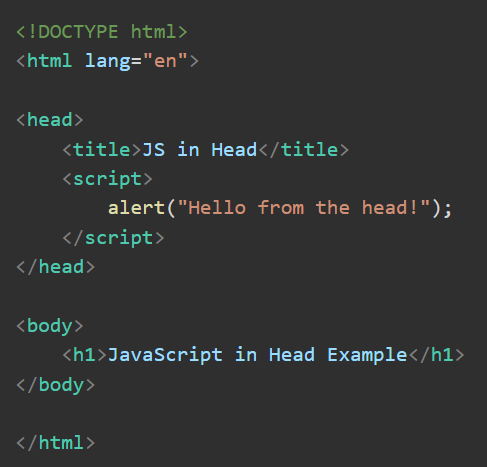 <!DOCTYPE html>
<html lang="en">
<head>
<title>JS in Head</title>
<script>
alert("Hello from the head!");
</script>
</head>
<body>
<h1>JavaScript in Head Example</h1>
</body>
</html>